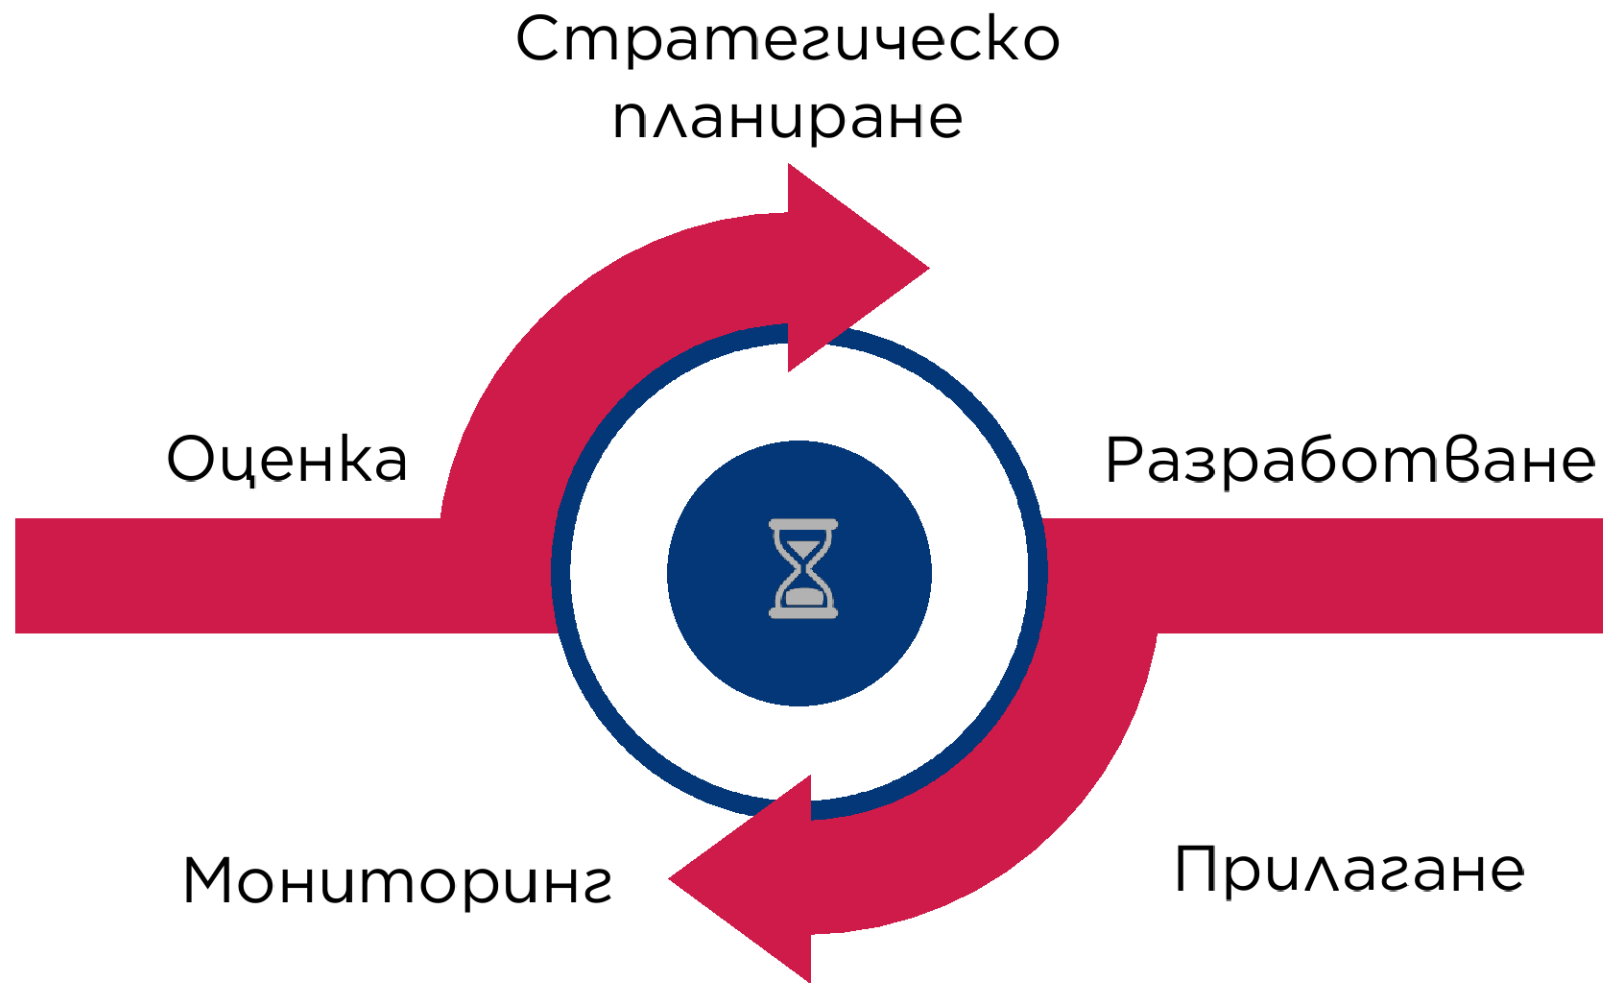 Стратегическо
планиране
Оценка
Разработване
Мониторинг
Прилагане